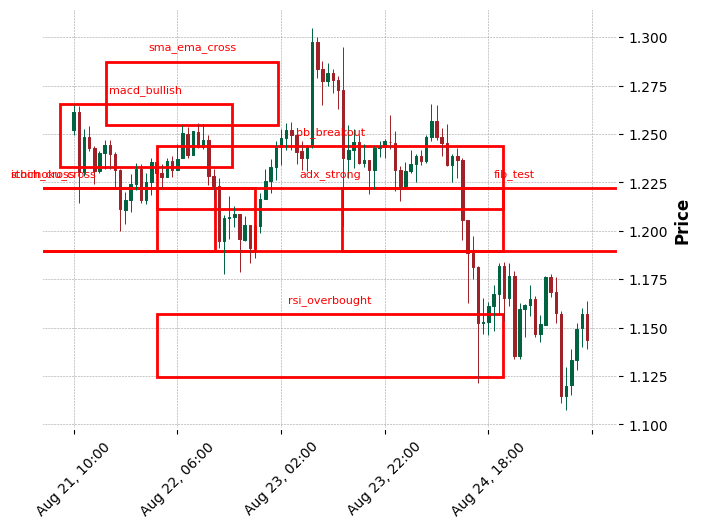 sma_ema_cross
macd_bullish
bb_breakout
adx_strong
fib_test
rsi_overbought
1.300
1.275
1.250
1.225
1.200
1.175
1.150
1.125
1.100
Price
Aug 21, 10:00
Aug 22, 06:00
Aug 23, 02:00
Aug 23, 22:00
Aug 24, 18:00